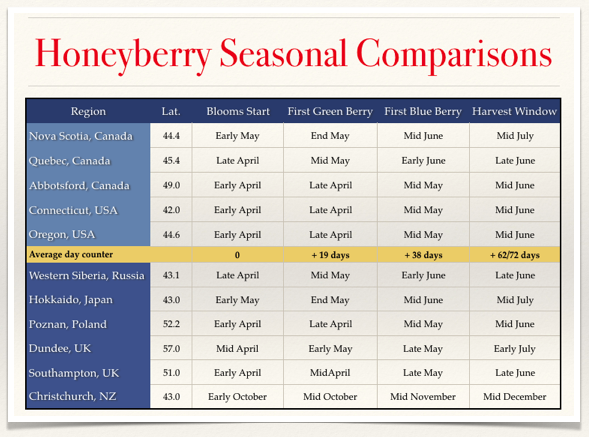 Honeyberry Seasonal Comparisons
Region Lat. Blooms Start First Green Berry First Blue Berry Harvest Window
Nova Scotia, Canada 44.4 Early May End May Mid June Mid July
Quebec, Canada 45.4 Late April Mid May Early June Late June
Abbotsford, Canada 49.0 Early April Late April Mid May Mid June
Connecticut, USA 42.0 Early April Late April Mid May Mid June
Oregon, USA 44.6 Early April Late April Mid May Mid June
Average day counter 0 + 19 days + 38 days + 62/72 days
Western Siberia, Russia 43.1 Late April Mid May Early June Late June
Hokkaido, Japan 43.0 Early May End May Mid June Mid July
Poznan, Poland 52.2 Early April Late April Mid May Mid June
Dundee, UK 57.0 Mid April Early May Late May Early July
Southampton, UK 51.0 Early April MidApril Late May Late June
Christchurch, NZ 43.0 Early October Mid October Mid November Mid December